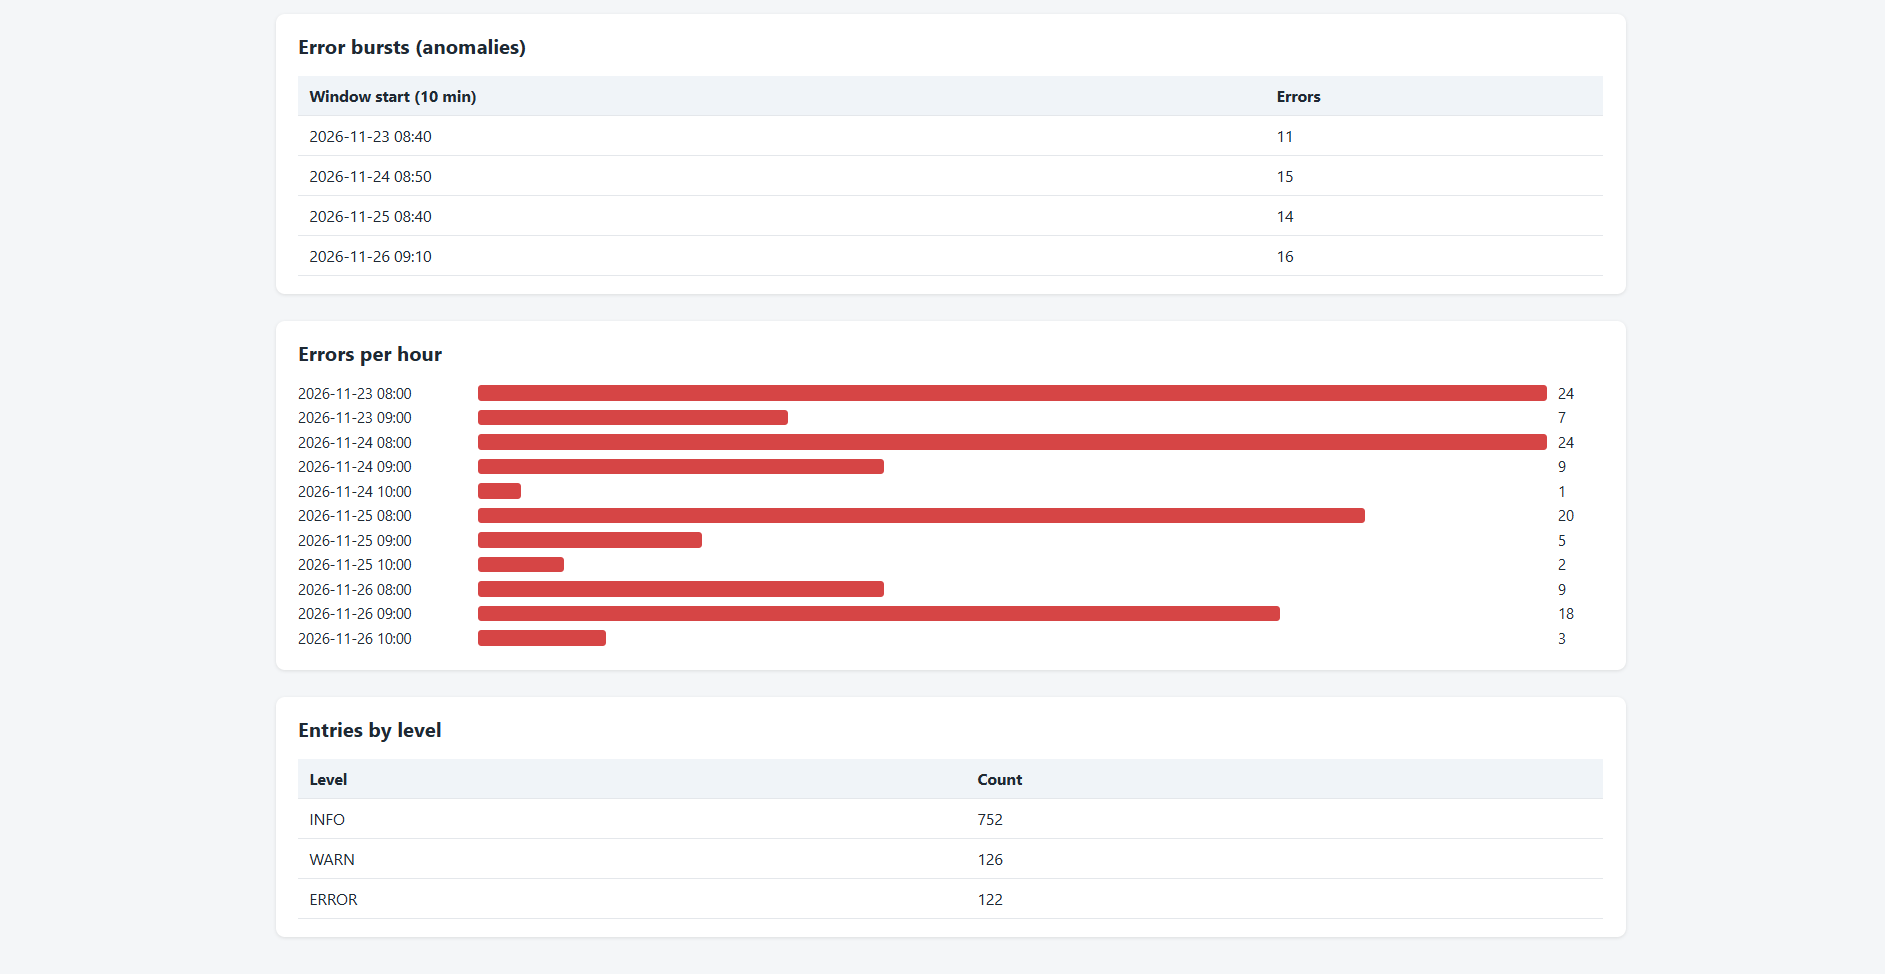 Error bursts (anomalies)
Window start (10 min) Errors
2026-11-23 08:40 11
2026-11-24 08:50 15
2026-11-25 08:40 14
2026-11-26 09:10 16
Errors per hour
2026-11-23 08:00 24
2026-11-23 09:00 7
2026-11-24 08:00 24
2026-11-24 09:00 9
2026-11-24 10:00 1
2026-11-25 08:00 20
2026-11-25 09:00 5
2026-11-25 10:00 2
2026-11-26 08:00 9
2026-11-26 09:00 18
2026-11-26 10:00 3
Entries by level
Level Count
INFO 752
WARN 126
ERROR 122